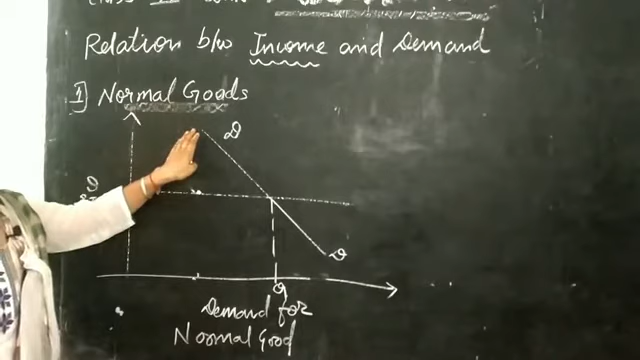 Relation b/w Income and Demand
1] Normal Goods
D
D
Q
Demand for
Normal Good